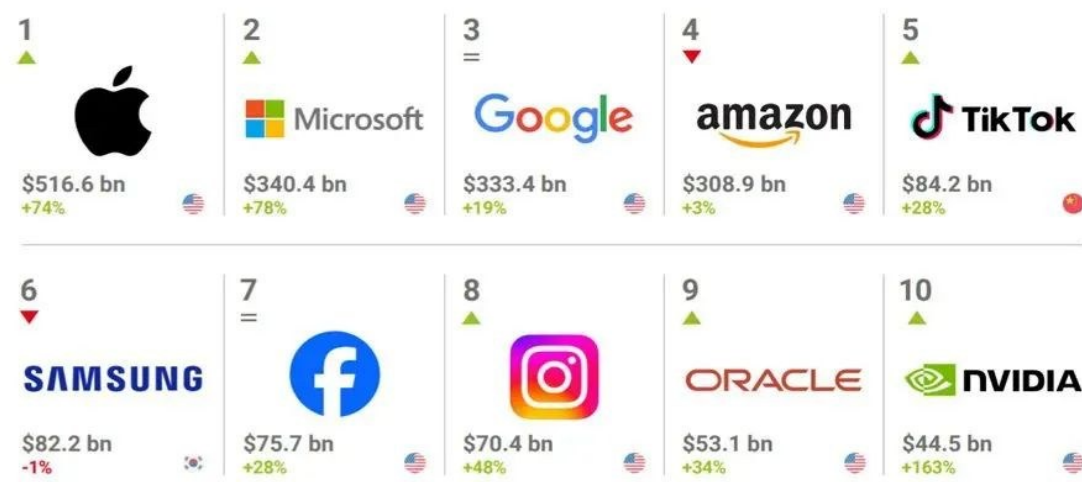 1
2
3
4
5
=
Microsoft
Google
amazon
TikTok
$516.6 bn
$340.4 bn
$333.4 bn
$308.9 bn
$84.2 bn
+74%
+78%
+19%
+3%
+28%
6
7
8
9
10
=
SAMSUNG
f
ORACLE
NVIDIA
$82.2 bn
$75.7 bn
$70.4 bn
$53.1 bn
$44.5 bn
-1%
+28%
+48%
+34%
+163%